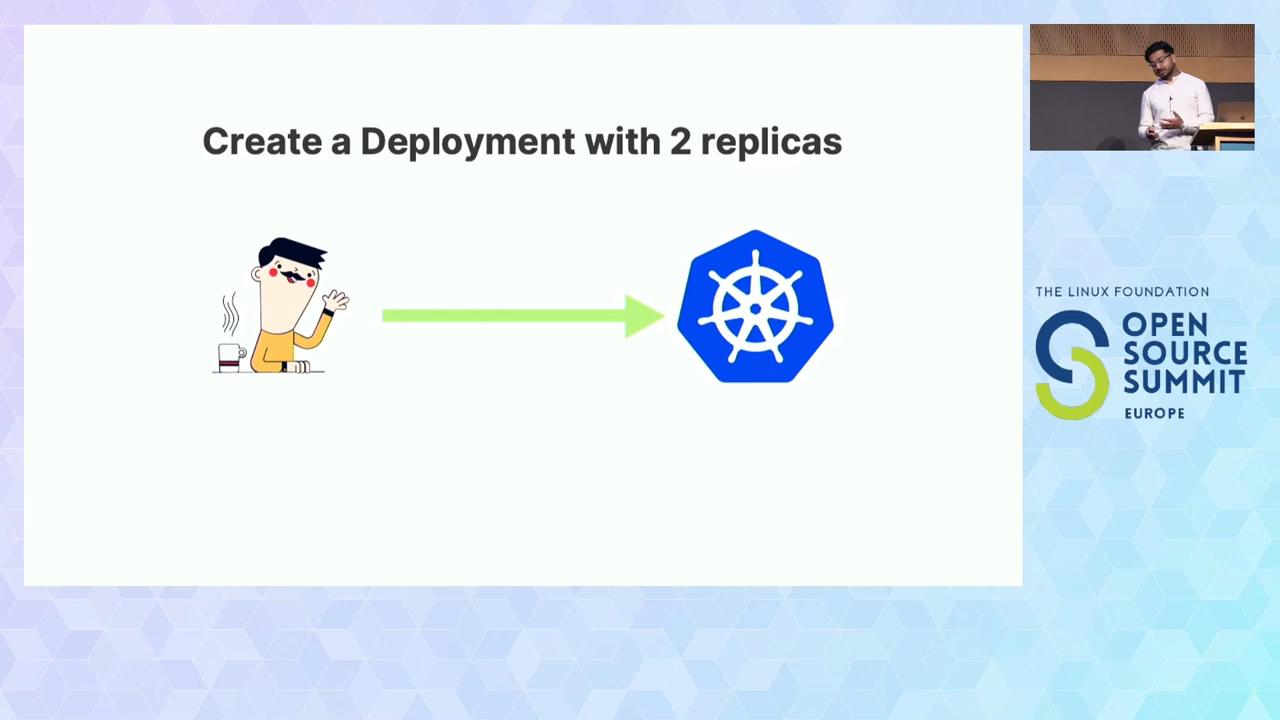 Create a Deployment with 2 replicas
THE LINUX FOUNDATION
OPEN
SOURCE
SUMMIT
EUROPE